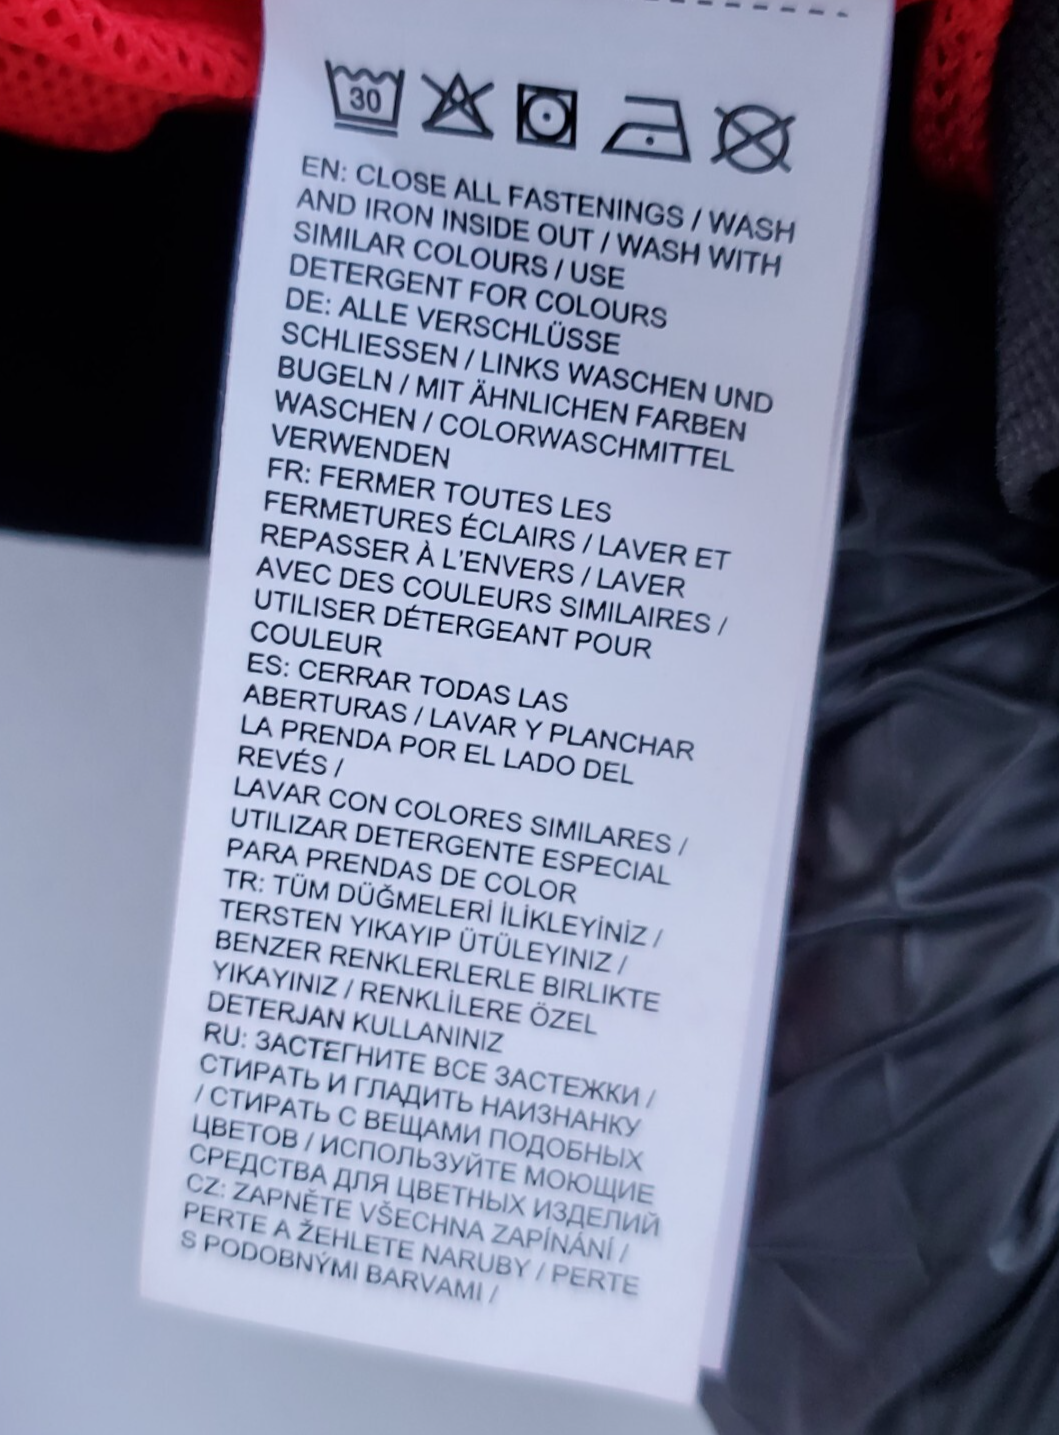 30
EN: CLOSE ALL FASTENINGS / WASH
AND IRON INSIDE OUT / WASH WITH
SIMILAR COLOURS / USE
DETERGENT FOR COLOURS
DE: ALLE VERSCHLÜSSE
SCHLIESSEN / LINKS WASCHEN UND
BUGELN / MIT ÄHNLICHEN FARBEN
WASCHEN / COLORWASCHMITTEL
VERWENDEN
FR: FERMER TOUTES LES
FERMETURES ÉCLAIRS / LAVER ET
REPASSER À L'ENVERS / LAVER
AVEC DES COULEURS SIMILAIRES /
UTILISER DÉTERGEANT POUR
COULEUR
ES: CERRAR TODAS LAS
ABERTURAS / LAVAR Y PLANCHAR
LA PRENDA POR EL LADO DEL
REVÉS /
LAVAR CON COLORES SIMILARES /
UTILIZAR DETERGENTE ESPECIAL
PARA PRENDAS DE COLOR
TR: TÜM DÜĞMELERİ İLİKLEYİNİZ /
TERSTEN YIKAYIP ÜTÜLEYINIZ /
BENZER RENKLERLERLE BIRLIKTE
YIKAYINIZ / RENKLİLERE ÖZEL
DETERJAN KULLANINIZ
RU: ЗАСТЕГНИТЕ ВСЕ ЗАСТЕЖКИ /
СТИРАТЬ И ГЛАДИТЬ НАИЗНАНКУ
/ СТИРАТЬ С ВЕЩАМИ ПОДОБНЫХ
ЦВЕТОВ / ИСПОЛЬЗУЙТЕ МОЮЩИЕ
СРЕДСТВА ДЛЯ ЦВЕТНЫХ ИЗДЕЛИЙ
CZ: ZAPNĚTE VŠECHNA ZAPÍNÁNÍ /
PERTE A ŽEHLETE NARUBY / PERTE
S PODOBNÝMI BARVAMI /